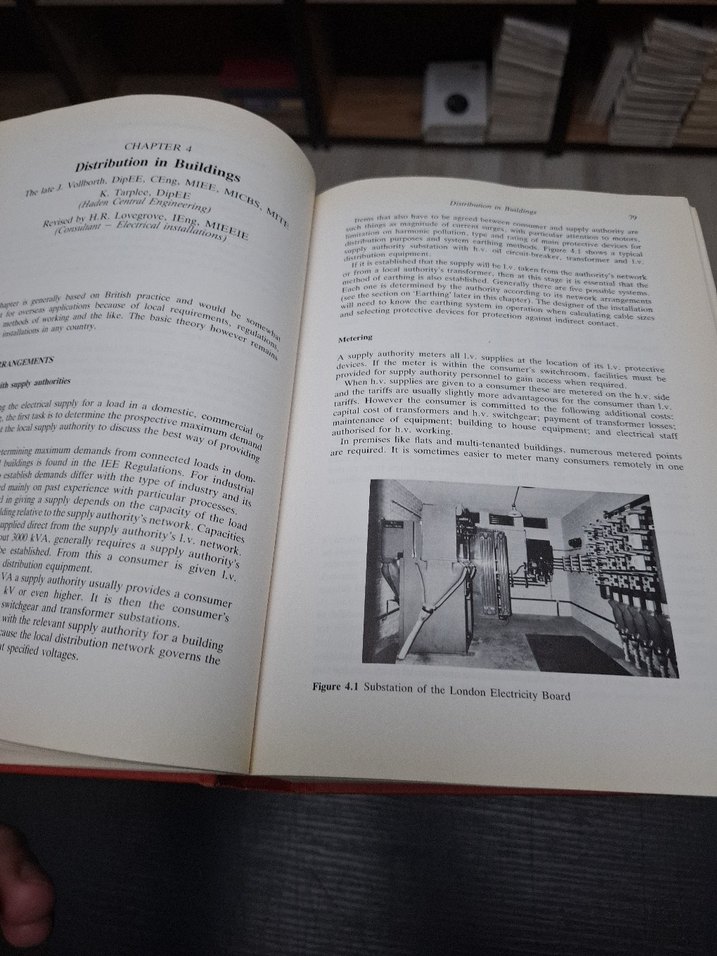 CHAPTER 4
Distribution in Buildings
The late J. Vollborth, DipEE, CEng, MIEE, MICBS, MITE
K. Tarplee, DipEE
(Haden Central Engineering)
Revised by H.R. Lovegrove, IEng, MIEEIE
(Consultant – Electrical installations)
hapter is generally based on British practice and would be somewhat
t for overseas applications because of local requirements, regulations,
methods of working and the like. The basic theory however remains
installations in any country.
RRANGEMENTS
ith supply authorities
ng the electrical supply for a load in a domestic, commercial or
, the first task is to determine the prospective maximum demand
t the local supply authority to discuss the best way of providing
etermining maximum demands from connected loads in dom-
l buildings is found in the IEE Regulations. For industrial
o establish demands differ with the type of industry and its
d mainly on past experience with particular processes.
d in giving a supply depends on the capacity of the load
lding relative to the supply authority's network. Capacities
upplied direct from the supply authority's l.v. network.
out 3000 kVA, generally requires a supply authority's
be established. From this a consumer is given l.v.
distribution equipment.
VA a supply authority usually provides a consumer
kV or even higher. It is then the consumer's
switchgear and transformer substations.
with the relevant supply authority for a building
cause the local distribution network governs the
t specified voltages.
Distribution in Buildings 79
Items that also have to be agreed between consumer and supply authority are
such things as magnitude of current surges, with particular attention to motors,
limitation on harmonic pollution, type and rating of main protective devices for
distribution purposes and system earthing methods. Figure 4.1 shows a typical
supply authority substation with h.v. oil circuit-breaker, transformer and l.v.
distribution equipment.
If it is established that the supply will be l.v. taken from the authority's network
or from a local authority's transformer, then at this stage it is essential that the
method of earthing is also established. Generally there are five possible systems.
Each one is determined by the authority according to its network arrangements
(see the section on 'Earthing' later in this chapter). The designer of the installation
will need to know the earthing system in operation when calculating cable sizes
and selecting protective devices for protection against indirect contact.
Metering
A supply authority meters all l.v. supplies at the location of its l.v. protective
devices. If the meter is within the consumer's switchroom, facilities must be
provided for supply authority personnel to gain access when required.
When h.v. supplies are given to a consumer these are metered on the h.v. side
and the tariffs are usually slightly more advantageous for the consumer than l.v.
tariffs. However the consumer is committed to the following additional costs:
capital cost of transformers and h.v. switchgear; payment of transformer losses;
maintenance of equipment; building to house equipment; and electrical staff
authorised for h.v. working.
In premises like flats and multi-tenanted buildings, numerous metered points
are required. It is sometimes easier to meter many consumers remotely in one
Figure 4.1 Substation of the London Electricity Board